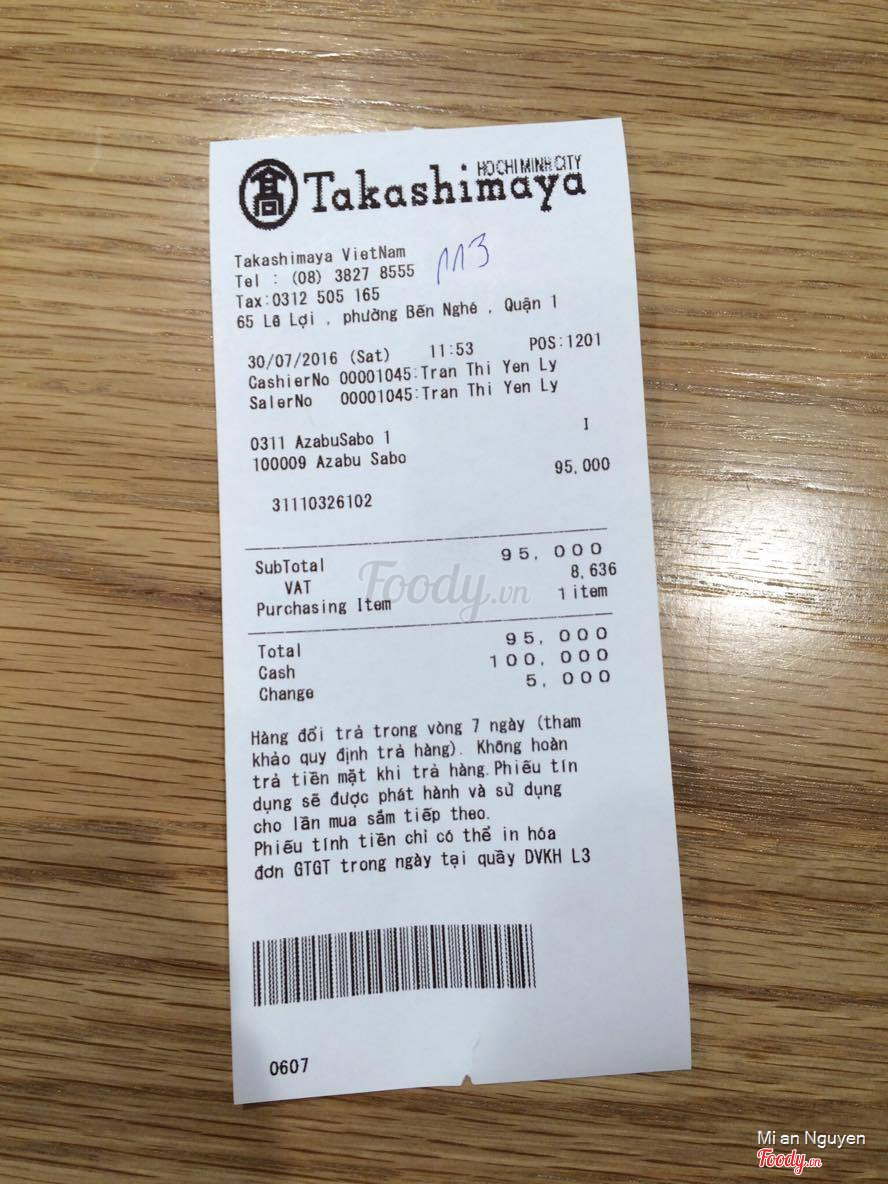 高
HO CHI MINH CITY
Takashimaya
Takashimaya VietNam
Tel : (08) 3827 8555
113
Tax:0312 505 165
65 Lê Lợi , phường Bến Nghé , Quận 1
30/07/2016 (Sat) 11:53 POS:1201
CashierNo 00001045:Tran Thi Yen Ly
SalerNo 00001045:Tran Thi Yen Ly
0311 AzabuSabo 1 I
100009 Azabu Sabo 95,000
31110326102
SubTotal 95,000
VAT 8,636
Purchasing Item 1item
Foody.vn
Total 95,000
Cash 100,000
Change 5,000
Hàng đổi trả trong vòng 7 ngày (tham
khảo quy định trả hàng). Không hoàn
trả tiền mặt khi trả hàng.Phiếu tín
dụng sẽ được phát hành và sử dụng
cho lần mua sắm tiếp theo.
Phiếu tính tiền chỉ có thể in hóa
đơn GTGT trong ngày tại quầy DVKH L3
0607
Mi an Nguyen
Foody.vn